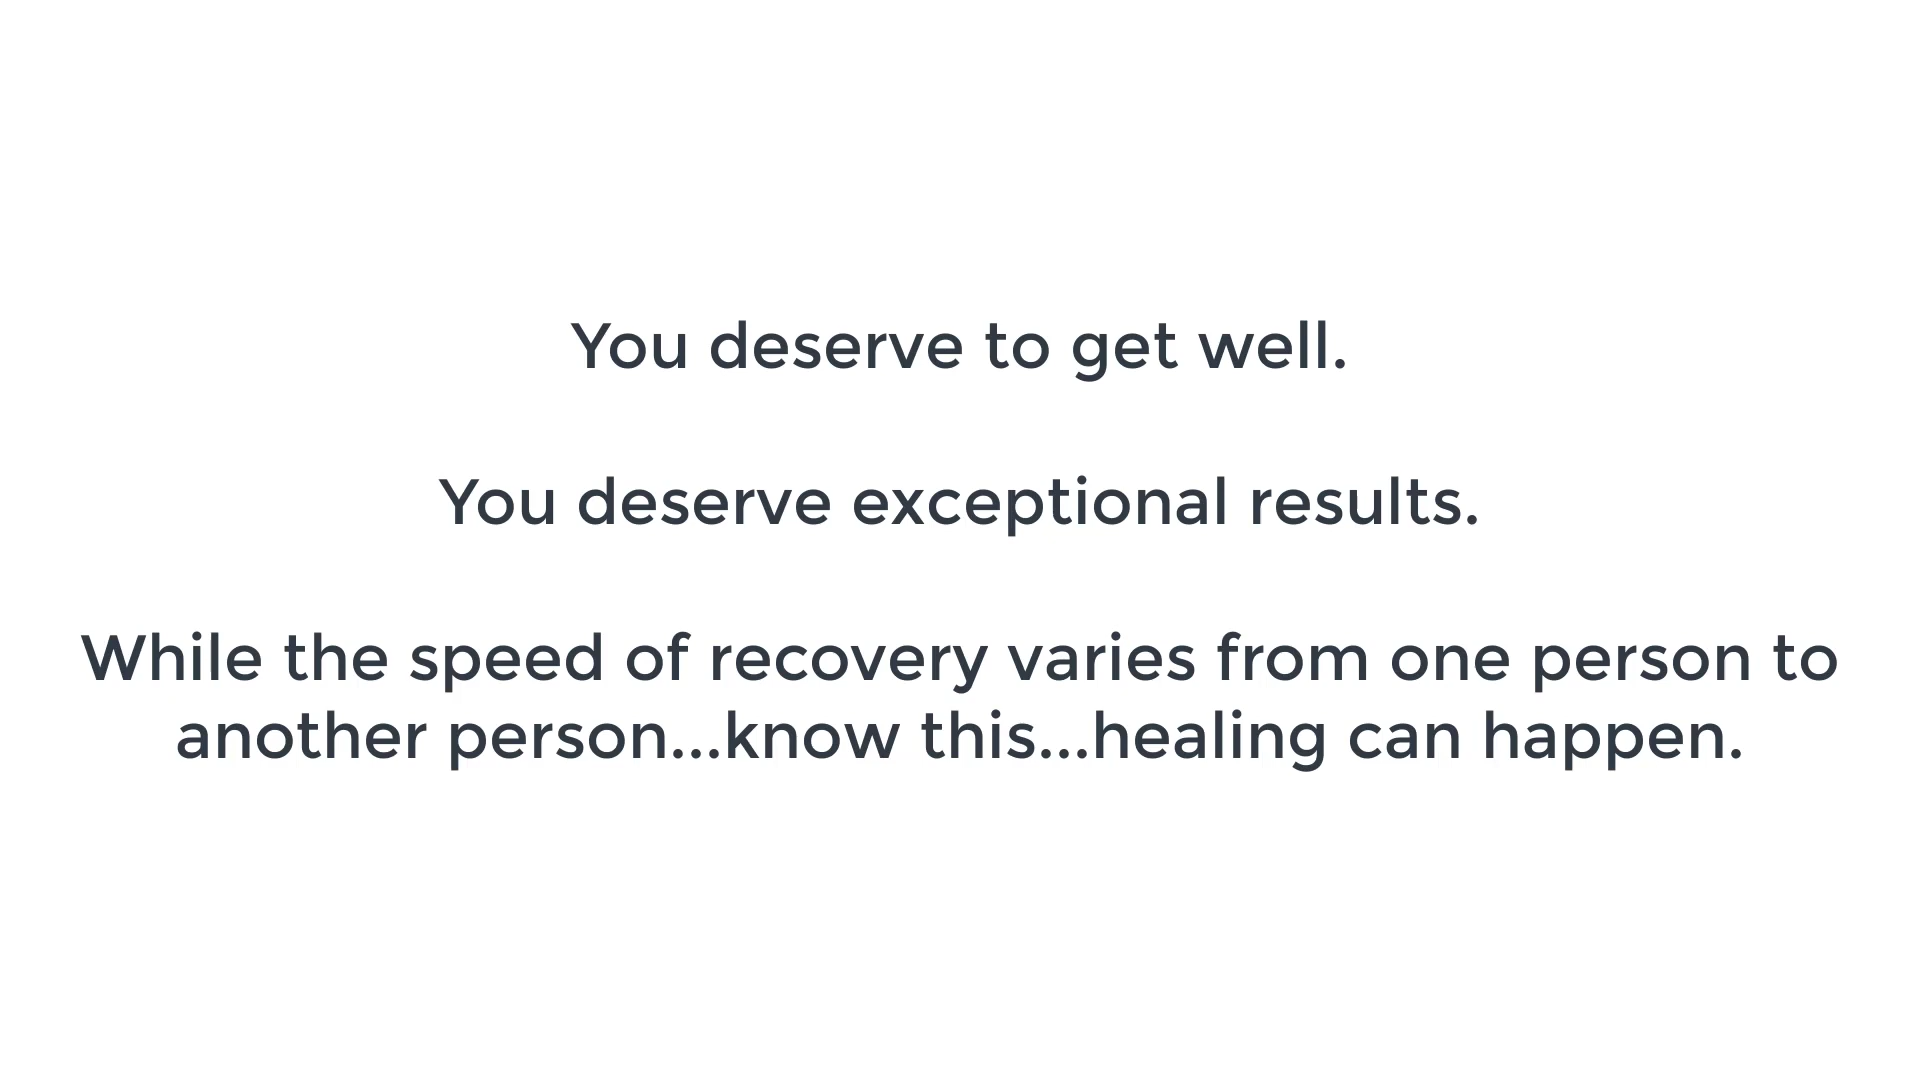 You deserve to get well.
You deserve exceptional results.
While the speed of recovery varies from one person to
another person...know this...healing can happen.